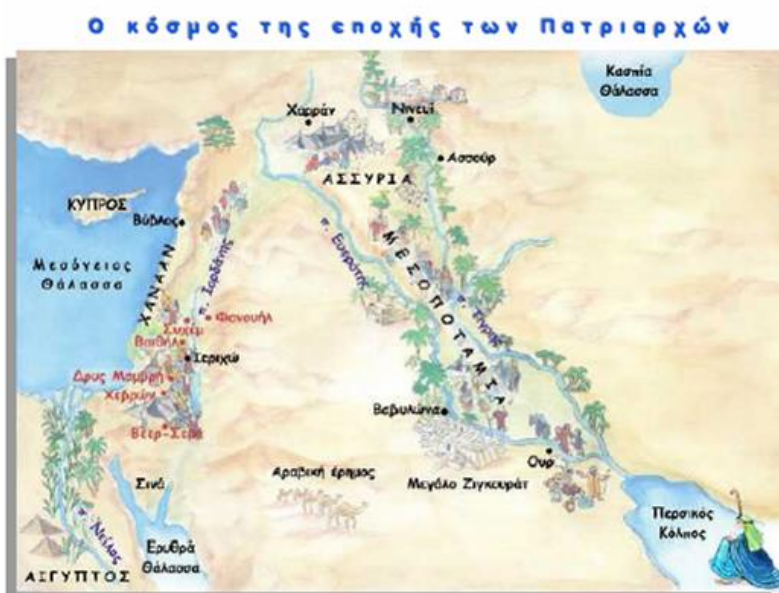 Ο κόσμος της εποχής των Πατριαρχών
Κασπία
Θάλασσα
Χαρράν
Νινευί
Ασσούρ
ΑΣΣΥΡΙΑ
ΚΥΠΡΟΣ
Βύβλος
Μεσόγειος
Θάλασσα
ΧΑΝΑΑΝ
π. Ιορδάνης
π. Ευφράτης
ΜΕΣΟΠΟΤΑΜΙΑ
π. Τίγρης
Φανουήλ
Συχέμ
Βαιθήλ
Ιεριχώ
Δρυς Μαμβρή
Χεβρών
Βέερ-Σεβά
Βαβυλώνα
Ουρ
Μεγάλο Ζιγκουράτ
Αραβική έρημος
Σινά
Περσικός
Κόλπος
π. Νείλος
Ερυθρά
Θάλασσα
ΑΙΓΥΠΤΟΣ